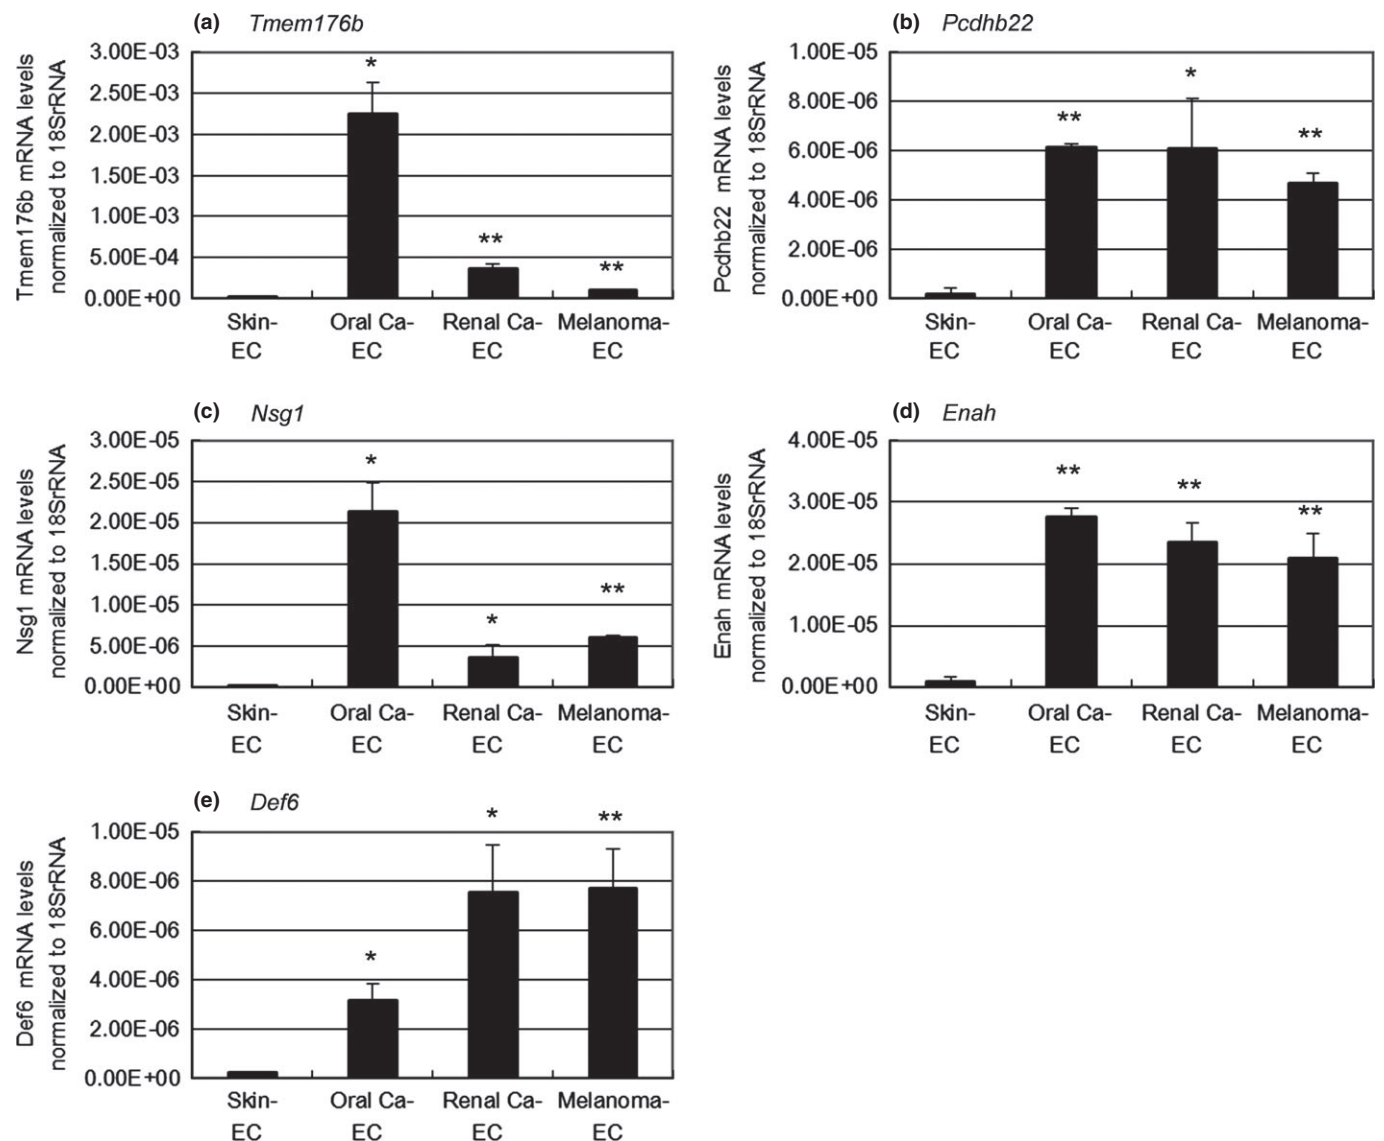 (a) Tmem176b
Tmem176b mRNA levels
normalized to 18SrRNA
3.00E-03
2.50E-03
2.00E-03
1.50E-03
1.00E-03
5.00E-04
0.00E+00
*
**
**
Skin-
EC
Oral Ca-
EC
Renal Ca-
EC
Melanoma-
EC
(b) Pcdhb22
Pcdhb22 mRNA levels
normalized to 18SrRNA
1.00E-05
8.00E-06
6.00E-06
4.00E-06
2.00E-06
0.00E+00
**
*
**
Skin-
EC
Oral Ca-
EC
Renal Ca-
EC
Melanoma-
EC
(c) Nsg1
Nsg1 mRNA levels
normalized to 18SrRNA
3.00E-05
2.50E-05
2.00E-05
1.50E-05
1.00E-05
5.00E-06
0.00E+00
*
*
**
Skin-
EC
Oral Ca-
EC
Renal Ca-
EC
Melanoma-
EC
(d) Enah
Enah mRNA levels
normalized to 18SrRNA
4.00E-05
3.00E-05
2.00E-05
1.00E-05
0.00E+00
**
**
**
Skin-
EC
Oral Ca-
EC
Renal Ca-
EC
Melanoma-
EC
(e) Def6
Def6 mRNA levels
normalized to 18SrRNA
1.00E-05
8.00E-06
6.00E-06
4.00E-06
2.00E-06
0.00E+00
*
*
**
Skin-
EC
Oral Ca-
EC
Renal Ca-
EC
Melanoma-
EC